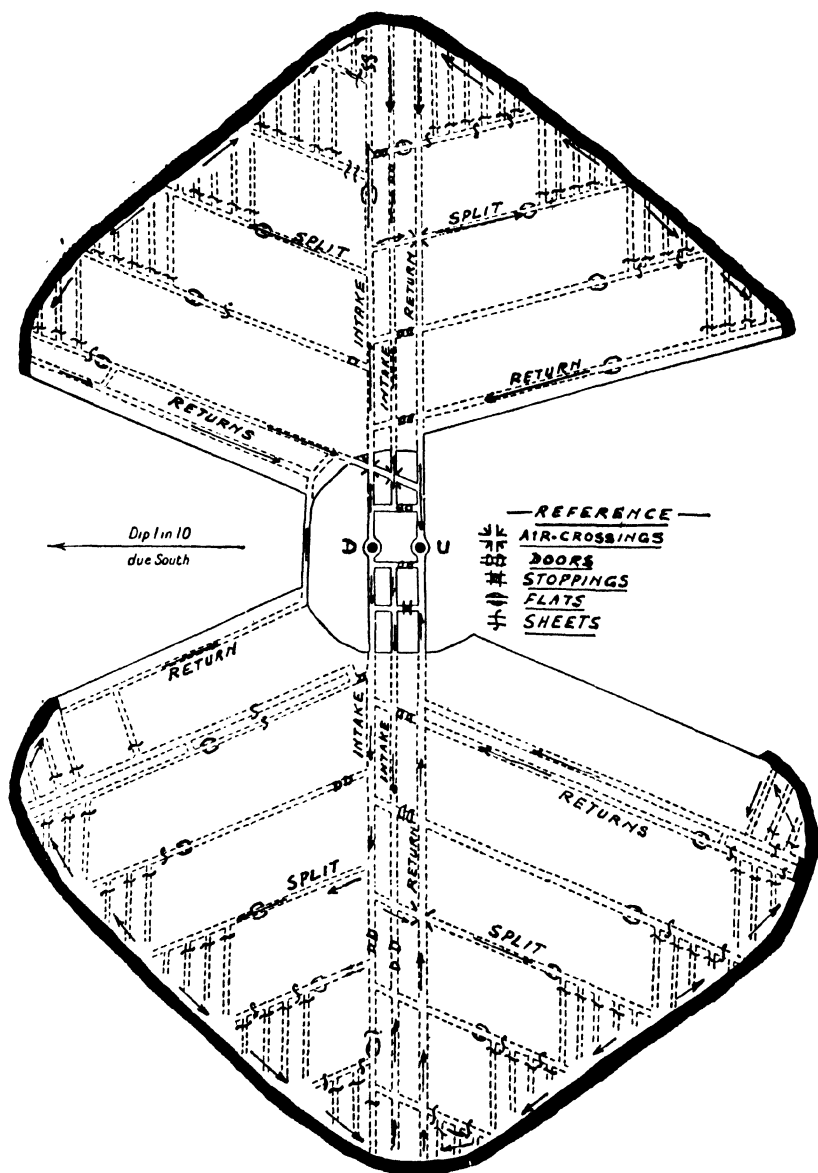 SPLIT
SPLIT
INTAKE
RETURN
INTAKE
RETURN
RETURNS
Dip 1 in 10
due South
D
U
REFERENCE
AIR-CROSSINGS
DOORS
STOPPINGS
FLATS
SHEETS
RETURN
INTAKE
INTAKE
RETURNS
RETURN
SPLIT
SPLIT